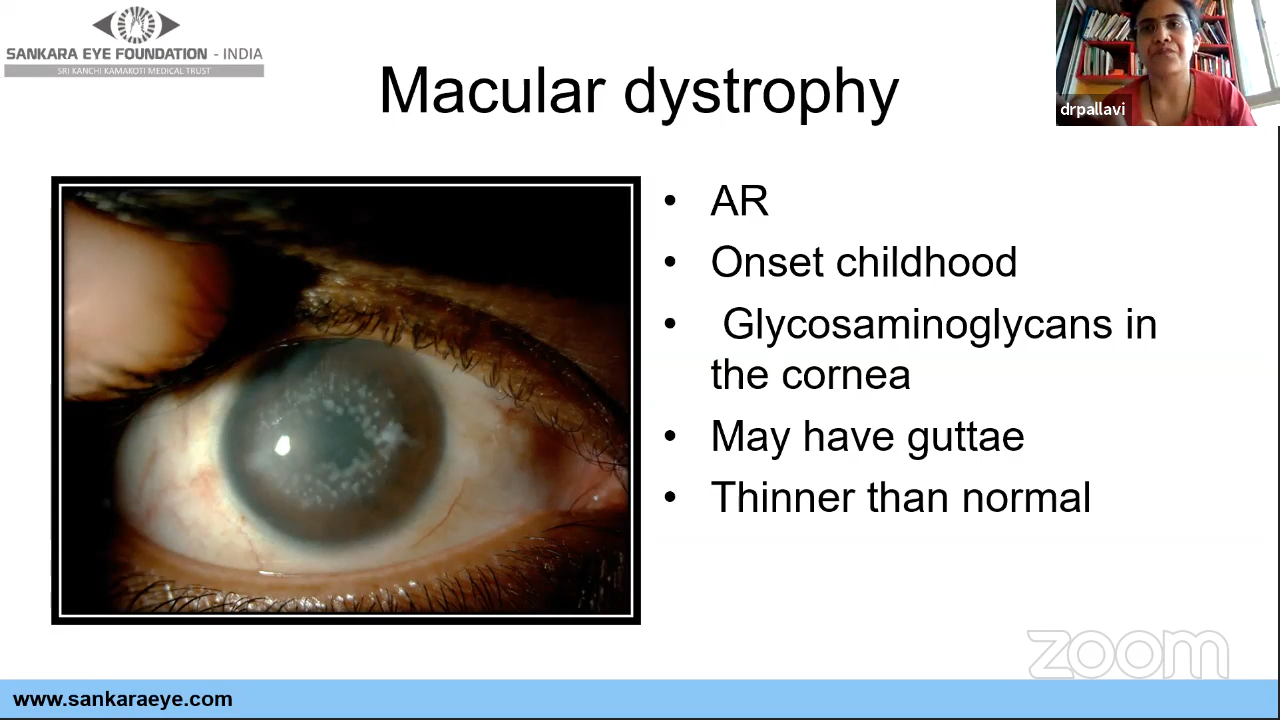 SANKARA EYE FOUNDATION - INDIA
SRI KANCHI KAMAKOTI MEDICAL TRUST
Macular dystrophy
drpallavi
• AR
• Onset childhood
• Glycosaminoglycans in
the cornea
• May have guttae
• Thinner than normal
zoom
www.sankaraeye.com